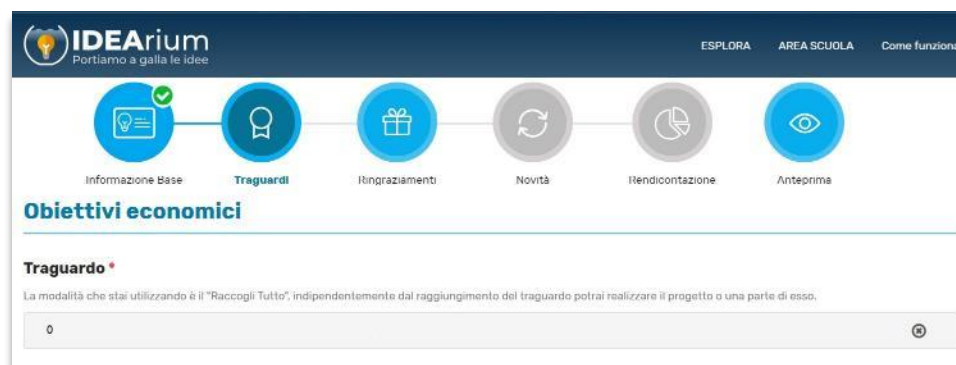 IDEArium
Portiamo a galla le idee
ESPLORA AREA SCUOLA Come funziona
Informazione Base Traguardi Ringraziamenti Novità Rendicontazione Anteprima
Obiettivi economici
Traguardo *
La modalità che stai utilizzando è il "Raccogli Tutto", indipendentemente dal raggiungimento del traguardo potrai realizzare il progetto o una parte di esso.
0